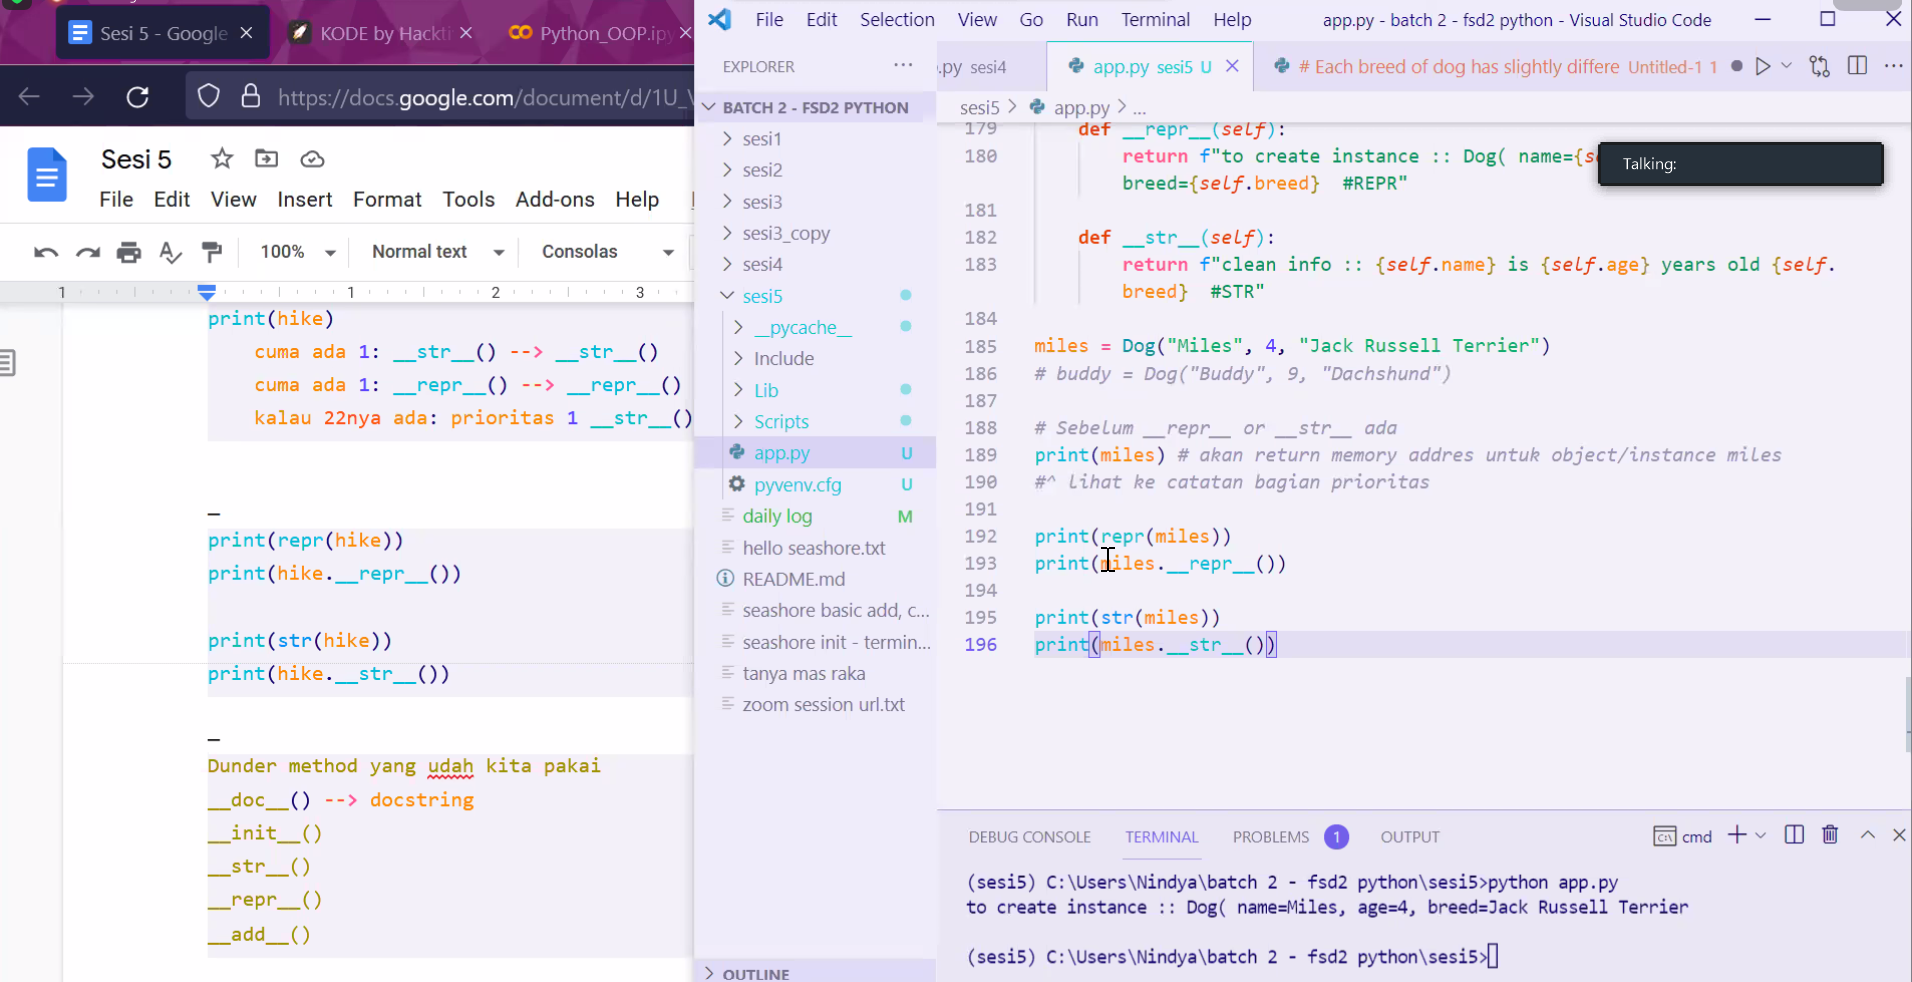 Sesi 5 - Google
KODE by Hackti
Python_OOP.ipy
https://docs.google.com/document/d/1U_
Sesi 5
File Edit View Insert Format Tools Add-ons Help
100% Normal text Consolas
1 1 2 3
print(hike)
cuma ada 1: __str__() --> __str__()
cuma ada 1: __repr__() --> __repr__()
kalau 22nya ada: prioritas 1 __str__()
—
print(repr(hike))
print(hike.__repr__())
print(str(hike))
print(hike.__str__())
—
Dunder method yang udah kita pakai
__doc__() --> docstring
__init__()
__str__()
__repr__()
__add__()
File Edit Selection View Go Run Terminal Help
app.py - batch 2 - fsd2 python - Visual Studio Code
EXPLORER
BATCH 2 - FSD2 PYTHON
sesi1
sesi2
sesi3
sesi3_copy
sesi4
sesi5
__pycache__
Include
Lib
Scripts
app.py U
pyvenv.cfg U
daily log M
hello seashore.txt
README.md
seashore basic add, c...
seashore init - termin...
tanya mas raka
zoom session url.txt
OUTLINE
.py sesi4
app.py sesi5 U
# Each breed of dog has slightly differe Untitled-1 1
sesi5 > app.py > ...
Talking:
179 def __repr__(self):
180 return f"to create instance :: Dog( name={s
breed={self.breed} #REPR"
181
182 def __str__(self):
183 return f"clean info :: {self.name} is {self.age} years old {self.
breed} #STR"
184
185 miles = Dog("Miles", 4, "Jack Russell Terrier")
186 # buddy = Dog("Buddy", 9, "Dachshund")
187
188 # Sebelum __repr__ or __str__ ada
189 print(miles) # akan return memory addres untuk object/instance miles
190 #^ lihat ke catatan bagian prioritas
191
192 print(repr(miles))
193 print(miles.__repr__())
194
195 print(str(miles))
196 print(miles.__str__())
DEBUG CONSOLE TERMINAL PROBLEMS 1 OUTPUT
cmd
(sesi5) C:\Users\Nindya\batch 2 - fsd2 python\sesi5>python app.py
to create instance :: Dog( name=Miles, age=4, breed=Jack Russell Terrier
(sesi5) C:\Users\Nindya\batch 2 - fsd2 python\sesi5>